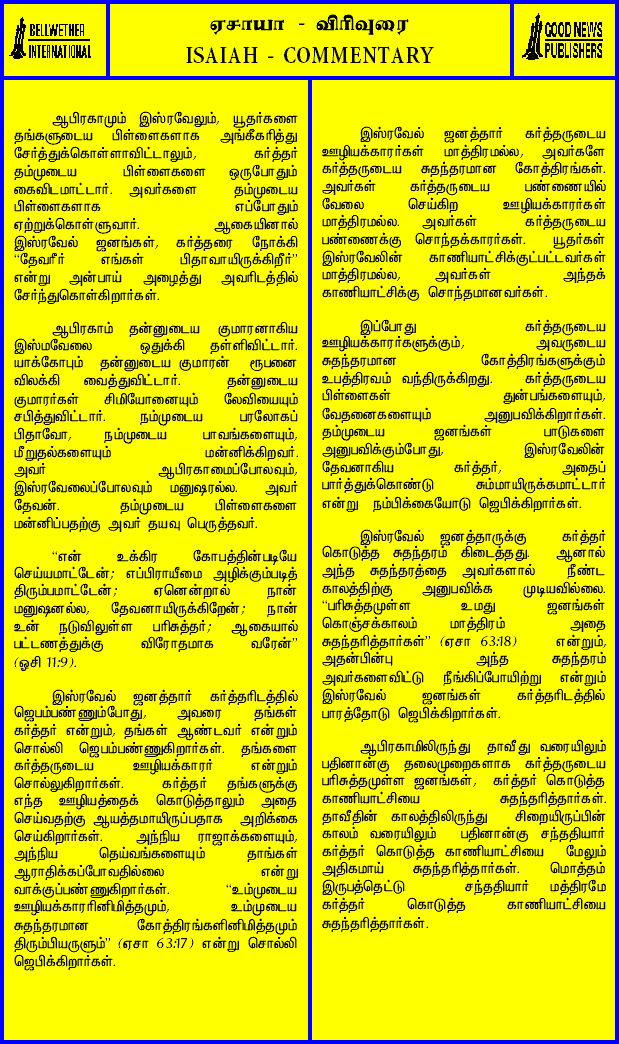 BELLWETHER
INTERNATIONAL
ஏசாயா - விரிவுரை
ISAIAH - COMMENTARY
GOOD NEWS
PUBLISHERS
ஆபிரகாமும் இஸ்ரவேலும், யூதர்களை
தங்களுடைய பிள்ளைகளாக அங்கீகரித்து
சேர்த்துக்கொள்ளாவிட்டாலும், கர்த்தர்
தம்முடைய பிள்ளைகளை ஒருபோதும்
கைவிடமாட்டார். அவர்களை தம்முடைய
பிள்ளைகளாக எப்போதும்
ஏற்றுக்கொள்ளுவார். ஆகையினால்
இஸ்ரவேல் ஜனங்கள், கர்த்தரை நோக்கி
“தேவரீர் எங்கள் பிதாவாயிருக்கிறீர்”
என்று அன்பாய் அழைத்து அவரிடத்தில்
சேர்ந்துகொள்கிறார்கள்.
ஆபிரகாம் தன்னுடைய குமாரனாகிய
இஸ்மவேலை ஒதுக்கி தள்ளிவிட்டார்.
யாக்கோபும் தன்னுடைய குமாரன் ரூபனை
விலக்கி வைத்துவிட்டார். தன்னுடைய
குமாரர்கள் சிமியோனையும் லேவியையும்
சபித்துவிட்டார். நம்முடைய பரலோகப்
பிதாவோ, நம்முடைய பாவங்களையும்,
மீறுதல்களையும் மன்னிக்கிறவர்.
அவர் ஆபிரகாமைப்போலவும்,
இஸ்ரவேலைப்போலவும் மனுஷரல்ல. அவர்
தேவன். தம்முடைய பிள்ளைகளை
மன்னிப்பதற்கு அவர் தயவு பெருத்தவர்.
“என் உக்கிர கோபத்தின்படியே
செய்யமாட்டேன்; எப்பிராயீமை அழிக்கும்படித்
திரும்பமாட்டேன்; ஏனென்றால் நான்
மனுஷனல்ல, தேவனாயிருக்கிறேன்; நான்
உன் நடுவிலுள்ள பரிசுத்தர்; ஆகையால்
பட்டணத்துக்கு விரோதமாக வரேன்”
(ஓசி 11:9).
இஸ்ரவேல் ஜனத்தார் கர்த்தரிடத்தில்
ஜெபம்பண்ணும்போது, அவரை தங்கள்
கர்த்தர் என்றும், தங்கள் ஆண்டவர் என்றும்
சொல்லி ஜெபம்பண்ணுகிறார்கள். தங்களை
கர்த்தருடைய ஊழியக்காரர் என்றும்
சொல்லுகிறார்கள். கர்த்தர் தங்களுக்கு
எந்த ஊழியத்தைக் கொடுத்தாலும் அதை
செய்வதற்கு ஆயத்தமாயிருப்பதாக அறிக்கை
செய்கிறார்கள். அந்நிய ராஜாக்களையும்,
அந்நிய தெய்வங்களையும் தாங்கள்
ஆராதிக்கப்போவதில்லை என்று
வாக்குப்பண்ணுகிறார்கள். “உம்முடைய
ஊழியக்காரரினிமித்தமும், உம்முடைய
சுதந்தரமான கோத்திரங்களினிமித்தமும்
திரும்பியருளும்” (ஏசா 63:17) என்று சொல்லி
ஜெபிக்கிறார்கள்.
இஸ்ரவேல் ஜனத்தார் கர்த்தருடைய
ஊழியக்காரர்கள் மாத்திரமல்ல, அவர்களே
கர்த்தருடைய சுதந்தரமான கோத்திரங்கள்.
அவர்கள் கர்த்தருடைய பண்ணையில்
வேலை செய்கிற ஊழியக்காரர்கள்
மாத்திரமல்ல. அவர்கள் கர்த்தருடைய
பண்ணைக்கு சொந்தக்காரர்கள். யூதர்கள்
இஸ்ரவேலின் காணியாட்சிக்குட்பட்டவர்கள்
மாத்திரமல்ல, அவர்கள் அந்தக்
காணியாட்சிக்கு சொந்தமானவர்கள்.
இப்போது கர்த்தருடைய
ஊழியக்காரர்களுக்கும், அவருடைய
சுதந்தரமான கோத்திரங்களுக்கும்
உபத்திரவம் வந்திருக்கிறது. கர்த்தருடைய
பிள்ளைகள் துன்பங்களையும்,
வேதனைகளையும் அனுபவிக்கிறார்கள்.
தம்முடைய ஜனங்கள் பாடுகளை
அனுபவிக்கும்போது, இஸ்ரவேலின்
தேவனாகிய கர்த்தர், அதைப்
பார்த்துக்கொண்டு சும்மாயிருக்கமாட்டார்
என்று நம்பிக்கையோடு ஜெபிக்கிறார்கள்.
இஸ்ரவேல் ஜனத்தாருக்கு கர்த்தர்
கொடுத்த சுதந்தரம் கிடைத்தது. ஆனால்
அந்த சுதந்தரத்தை அவர்களால் நீண்ட
காலத்திற்கு அனுபவிக்க முடியவில்லை.
“பரிசுத்தமுள்ள உமது ஜனங்கள்
கொஞ்சக்காலம் மாத்திரம் அதை
சுதந்தரித்தார்கள்” (ஏசா 63:18) என்றும்,
அதன்பின்பு அந்த சுதந்தரம்
அவர்களைவிட்டு நீங்கிப்போயிற்று என்றும்
இஸ்ரவேல் ஜனங்கள் கர்த்தரிடத்தில்
பாரத்தோடு ஜெபிக்கிறார்கள்.
ஆபிரகாமிலிருந்து தாவீது வரையிலும்
பதினான்கு தலைமுறைகளாக கர்த்தருடைய
பரிசுத்தமுள்ள ஜனங்கள், கர்த்தர் கொடுத்த
காணியாட்சியை சுதந்தரித்தார்கள்.
தாவீதின் காலத்திலிருந்து சிறையிருப்பின்
காலம் வரையிலும் பதினான்கு சந்ததியார்
கர்த்தர் கொடுத்த காணியாட்சியை மேலும்
அதிகமாய் சுதந்தரித்தார்கள். மொத்தம்
இருபத்தெட்டு சந்ததியார் மத்திரமே
கர்த்தர் கொடுத்த காணியாட்சியை
சுதந்தரித்தார்கள்.